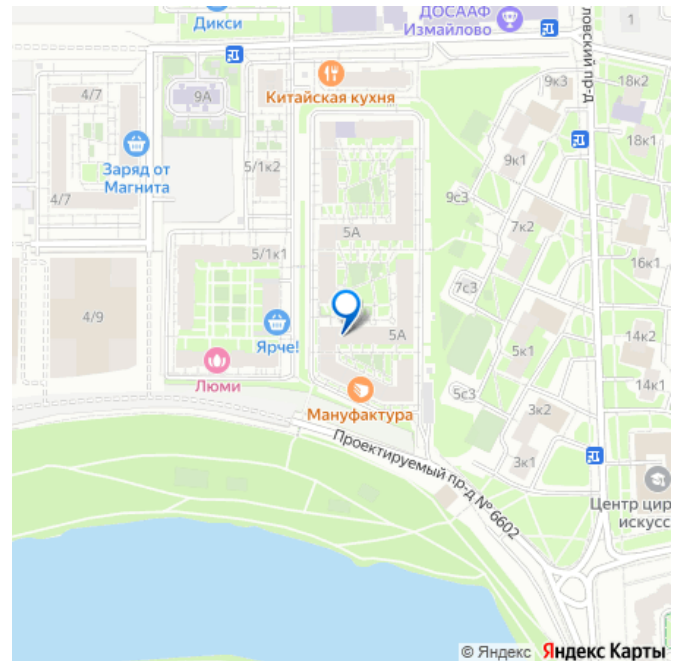 Дикси
ДОСААФ
Измайлово
1
ловский пр-д
4/7
9А
Китайская кухня
9к3
18к2
Заряд от
Магнита
5/1к2
9к1
18к1
4/7
9с3
5А
7к2
5/1к1
16к1
7с3
4/9
Ярче!
5А
14к2
5к1
Люми
Мануфактура
5с3
14к1
3к2
Проектируемый пр-д № 6602
3к1
Центр цир
искусс
© Яндекс Яндекс Карты